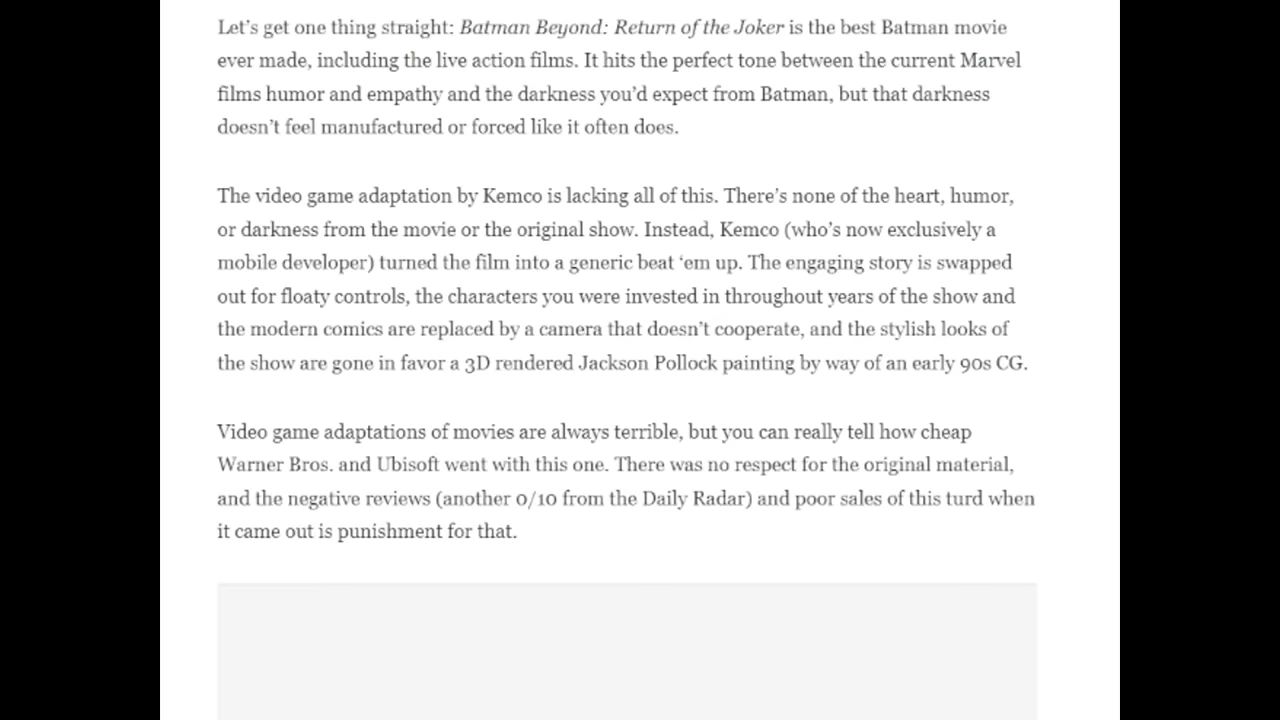 Let’s get one thing straight: Batman Beyond: Return of the Joker is the best Batman movie
ever made, including the live action films. It hits the perfect tone between the current Marvel
films humor and empathy and the darkness you’d expect from Batman, but that darkness
doesn’t feel manufactured or forced like it often does.
The video game adaptation by Kemco is lacking all of this. There’s none of the heart, humor,
or darkness from the movie or the original show. Instead, Kemco (who’s now exclusively a
mobile developer) turned the film into a generic beat ‘em up. The engaging story is swapped
out for floaty controls, the characters you were invested in throughout years of the show and
the modern comics are replaced by a camera that doesn’t cooperate, and the stylish looks of
the show are gone in favor a 3D rendered Jackson Pollock painting by way of an early 90s CG.
Video game adaptations of movies are always terrible, but you can really tell how cheap
Warner Bros. and Ubisoft went with this one. There was no respect for the original material,
and the negative reviews (another 0/10 from the Daily Radar) and poor sales of this turd when
it came out is punishment for that.